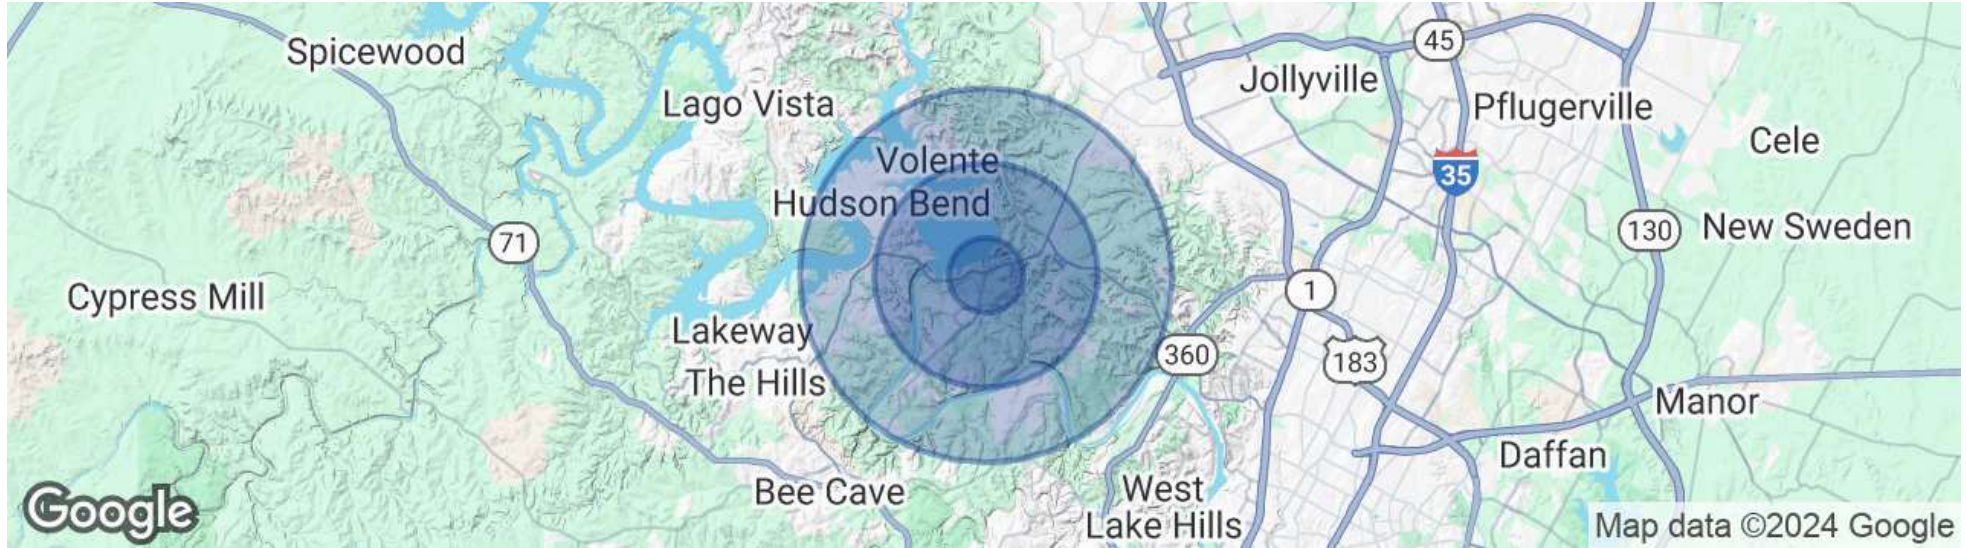 Spicewood
45
Jollyville
Lago Vista
Pflugerville
Cele
Volente
35
Hudson Bend
130
New Sweden
71
Cypress Mill
1
Lakeway
360
183
The Hills
Manor
Daffan
Bee Cave
West
Lake Hills
Google
Map data ©2024 Google